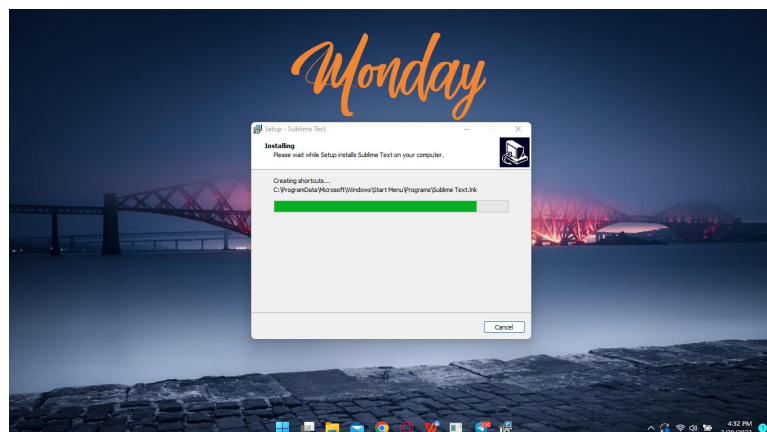 Monday
Setup - Sublime Text
Installing
Please wait while Setup installs Sublime Text on your computer.
Creating shortcuts...
C:\ProgramData\Microsoft\Windows\Start Menu\Programs\Sublime Text.lnk
Cancel
4:32 PM